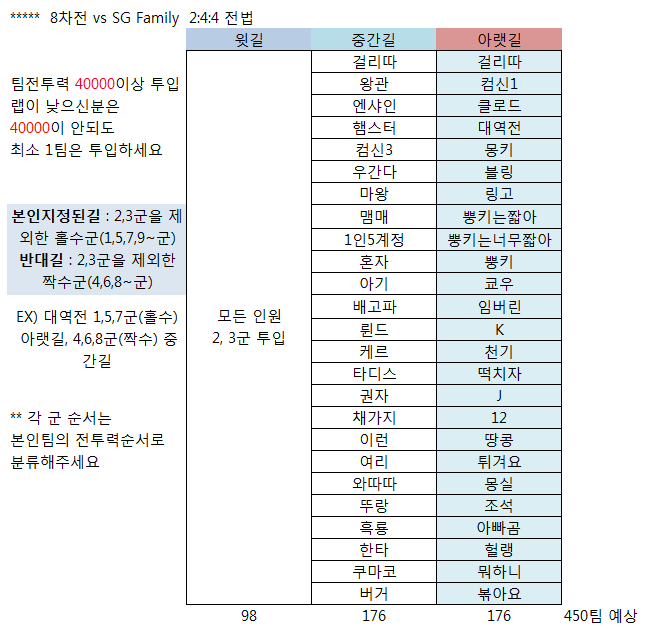 ***** 8차전 vs SG Family 2:4:4 전법
윗길 중간길 아랫길
팀전투력 40000이상 투입
랩이 낮으신분은
40000이 안되도
최소 1팀은 투입하세요
본인지정된길 : 2,3군을 제
외한 홀수군(1,5,7,9~군)
반대길 : 2,3군을 제외한
짝수군(4,6,8~군)
EX) 대역전 1,5,7군(홀수)
아랫길, 4,6,8군(짝수) 중
간길
** 각 군 순서는
본인팀의 전투력순서로
분류해주세요
모든 인원
2, 3군 투입
걸리따 걸리따
왕관 컴신1
엔샤인 클로드
햄스터 대역전
컴신3 몽키
우간다 블링
마왕 링고
맴매 뿡키는짧아
1인5계정 뿡키는너무짧아
혼자 뿡키
아기 쿄우
배고파 임버린
륀드 K
케르 천기
타디스 떡치자
권자 J
채가지 12
이런 땅콩
여리 튀겨요
와따따 몽실
뚜랑 조석
흑룡 아빠곰
한타 헐랭
쿠마코 뭐하니
버거 볶아요
98 176 176 450팀 예상